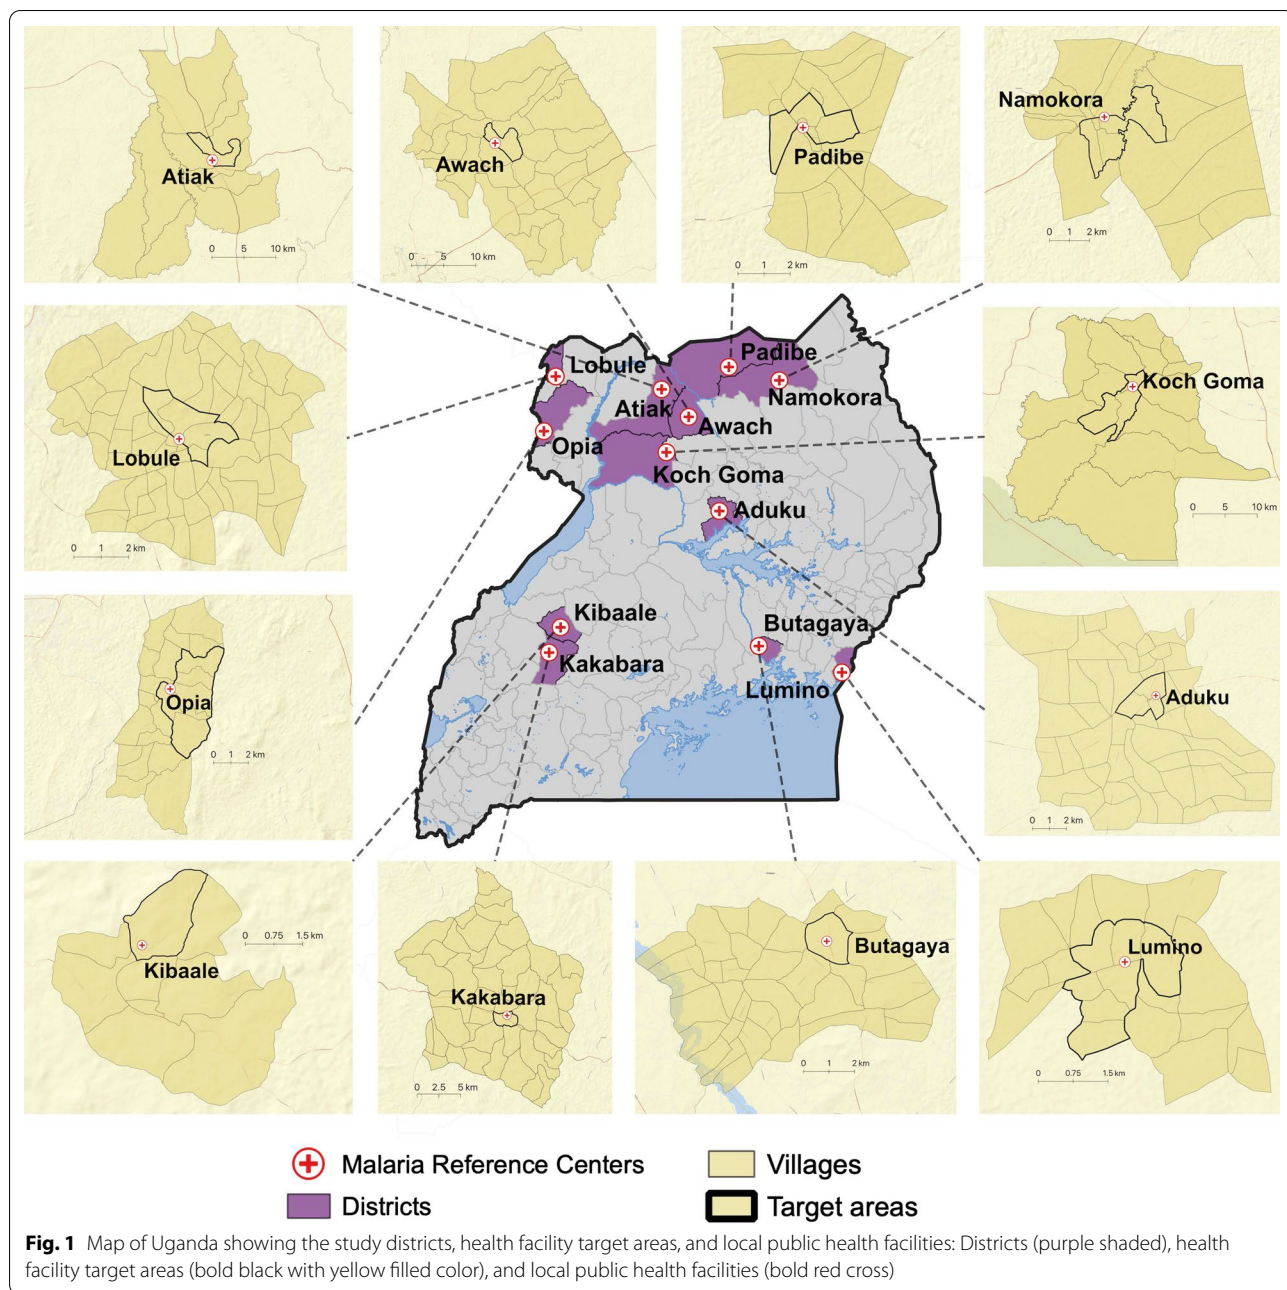 Atiak
0 5 10 km
Awach
0 5 10 km
Padibe
0 1 2 km
Namokora
0 1 2 km
Lobule
0 1 2 km
Koch Goma
0 5 10 km
Opia
0 1 2 km
Aduku
0 1 2 km
Lobule
Padibe
Namokora
Atiak
Awach
Opia
Koch Goma
Aduku
Kibaale
Kakabara
Butagaya
Lumino
Kibaale
0 0.75 1.5 km
Kakabara
0 2.5 5 km
Butagaya
0 1 2 km
Lumino
0 0.75 1.5 km
Malaria Reference Centers
Villages
Districts
Target areas
Fig. 1 Map of Uganda showing the study districts, health facility target areas, and local public health facilities: Districts (purple shaded), health
facility target areas (bold black with yellow filled color), and local public health facilities (bold red cross)